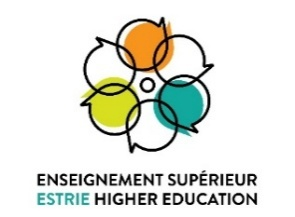 ENSEIGNEMENT SUPÉRIEUR
ESTRIE HIGHER EDUCATION